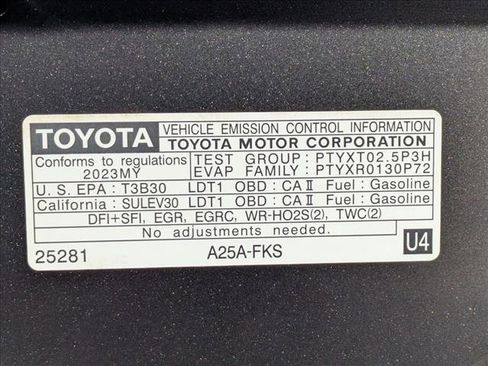 TOYOTA VEHICLE EMISSION CONTROL INFORMATION
TOYOTA MOTOR CORPORATION
Conforms to regulations
2023MY
TEST GROUP : PTYXT02.5P3H
EVAP FAMILY : PTYXR0130P72
U. S. EPA : T3B30 LDT1 OBD : CA II Fuel : Gasoline
California : SULEV30 LDT1 OBD : CA II Fuel : Gasoline
DFI+SFI, EGR, EGRC, WR-HO2S(2), TWC(2)
No adjustments needed.
25281 A25A-FKS U4